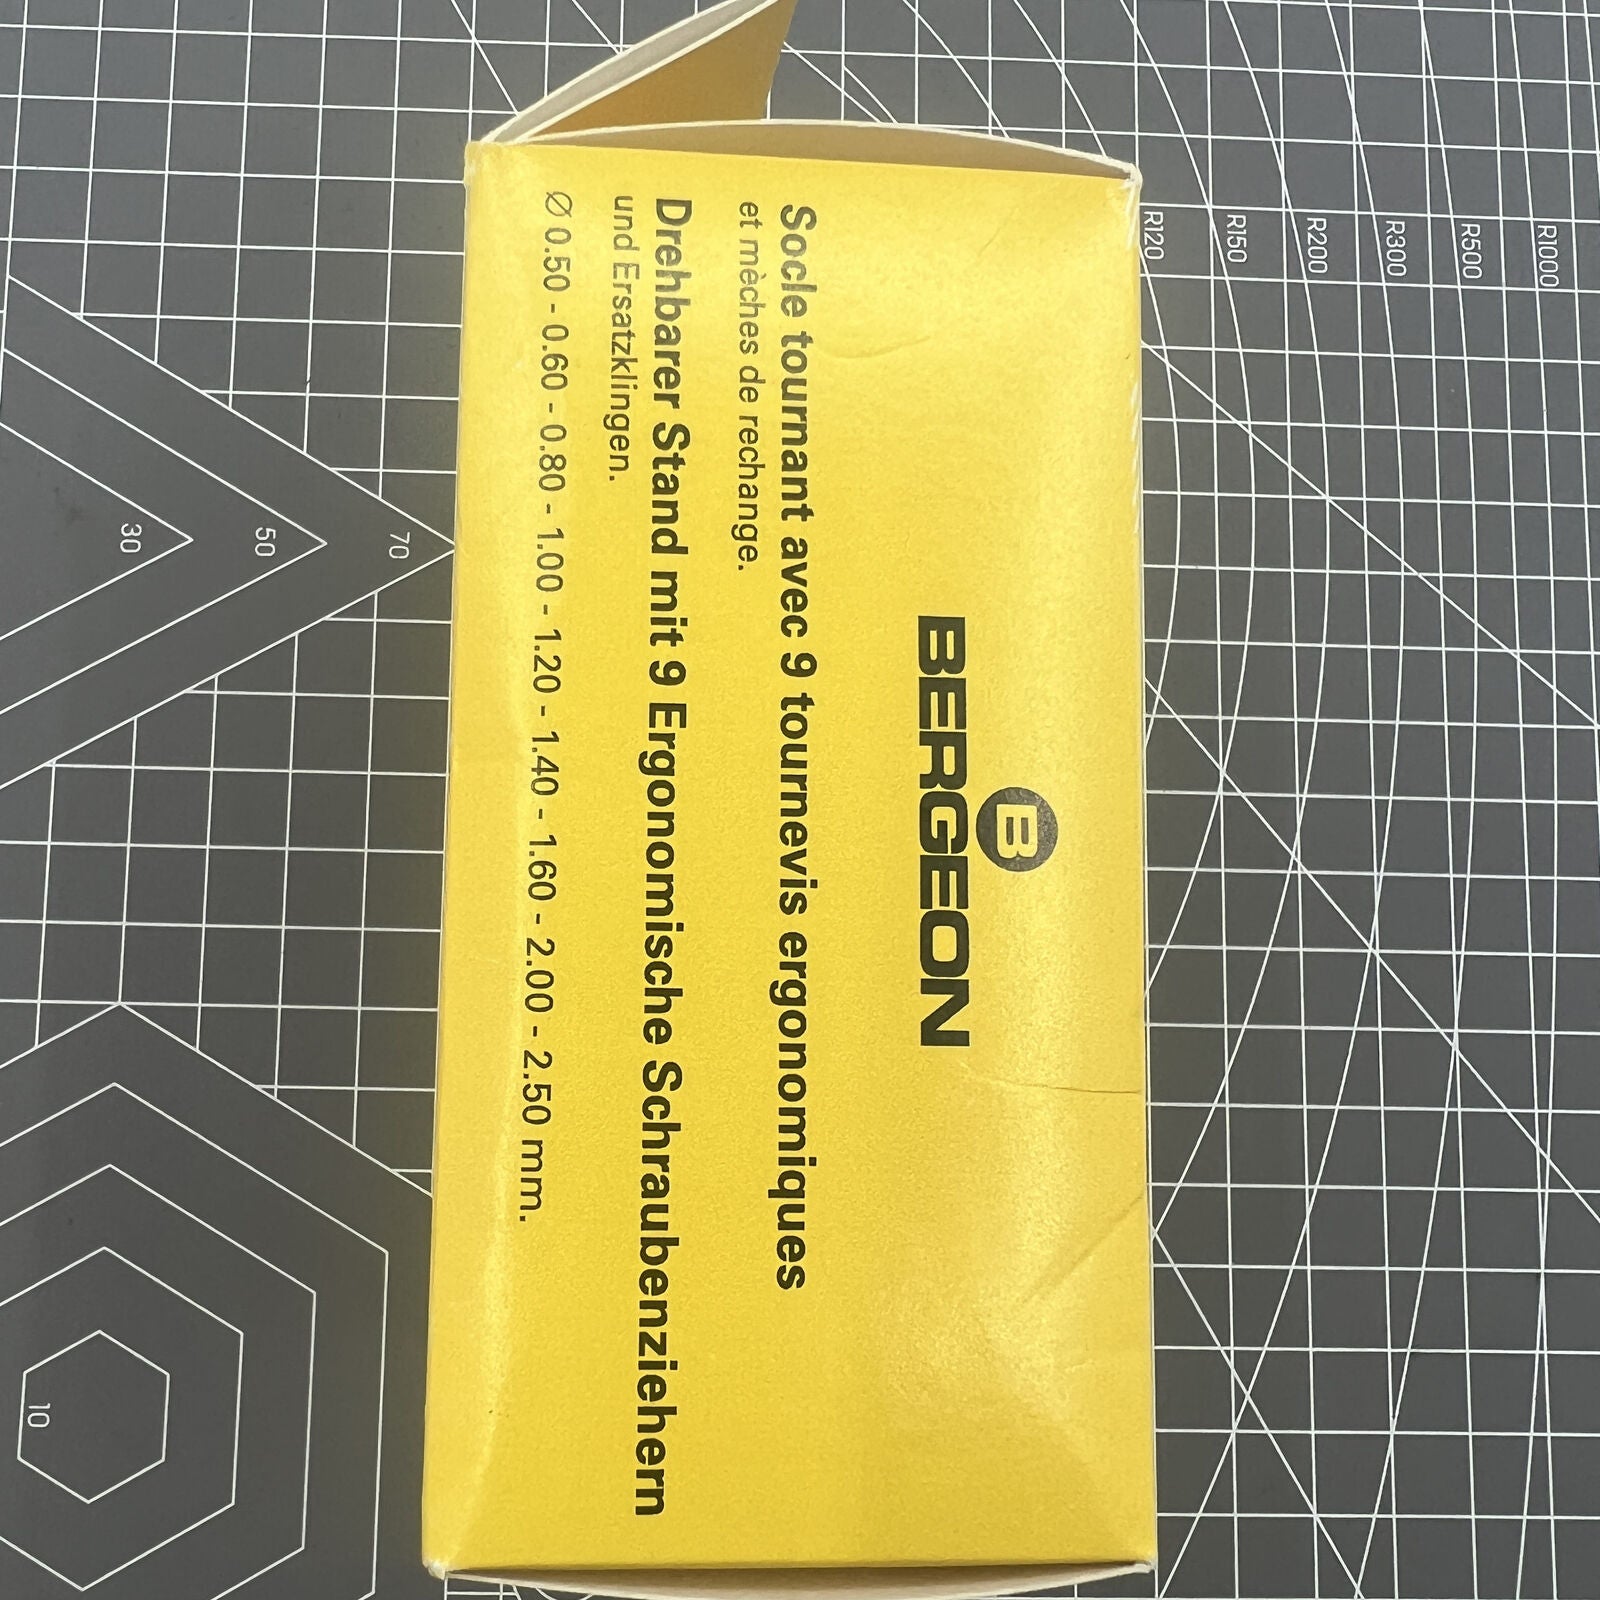 B
BERGEON
Socle tournant avec 9 tournevis ergonomiques
et mèches de rechange.
Drehbarer Stand mit 9 Ergonomische Schraubenziehern
und Ersatzklingen.
Ø 0.50 - 0.60 - 0.80 - 1.00 - 1.20 - 1.40 - 1.60 - 2.00 - 2.50 mm.
R120
R150
R200
R300
R500
R1000
30
50
70
10